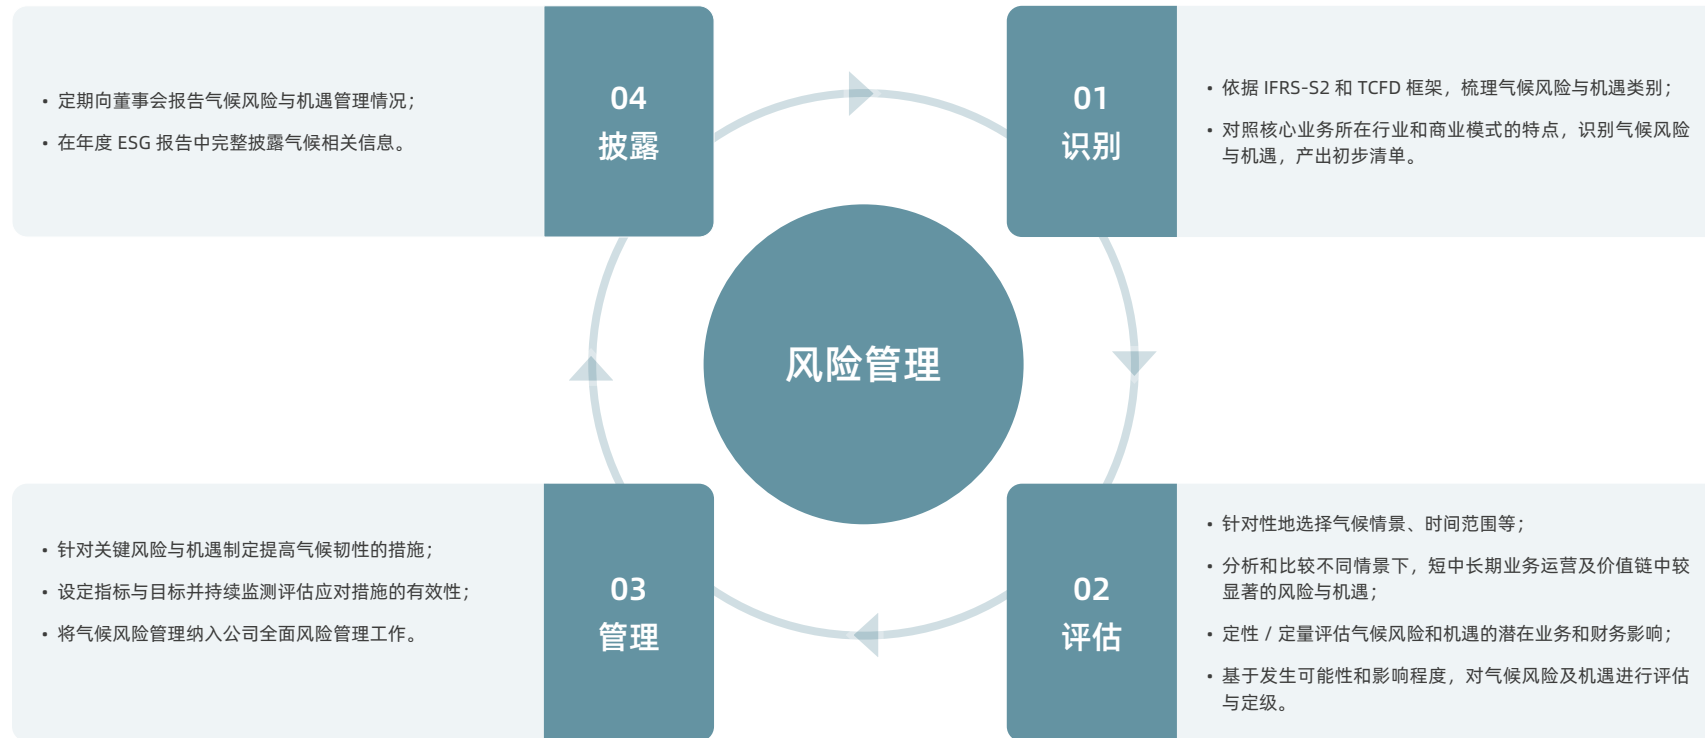 01
识别
• 依据 IFRS-S2 和 TCFD 框架，梳理气候风险与机遇类别；
• 对照核心业务所在行业和商业模式的特点，识别气候风险
与机遇，产出初步清单。
02
评估
• 针对性地选择气候情景、时间范围等；
• 分析和比较不同情景下，短中长期业务运营及价值链中较
显著的风险与机遇；
• 定性 / 定量评估气候风险和机遇的潜在业务和财务影响；
• 基于发生可能性和影响程度，对气候风险及机遇进行评估
与定级。
03
管理
• 针对关键风险与机遇制定提高气候韧性的措施；
• 设定指标与目标并持续监测评估应对措施的有效性；
• 将气候风险管理纳入公司全面风险管理工作。
04
披露
• 定期向董事会报告气候风险与机遇管理情况；
• 在年度 ESG 报告中完整披露气候相关信息。
风险管理